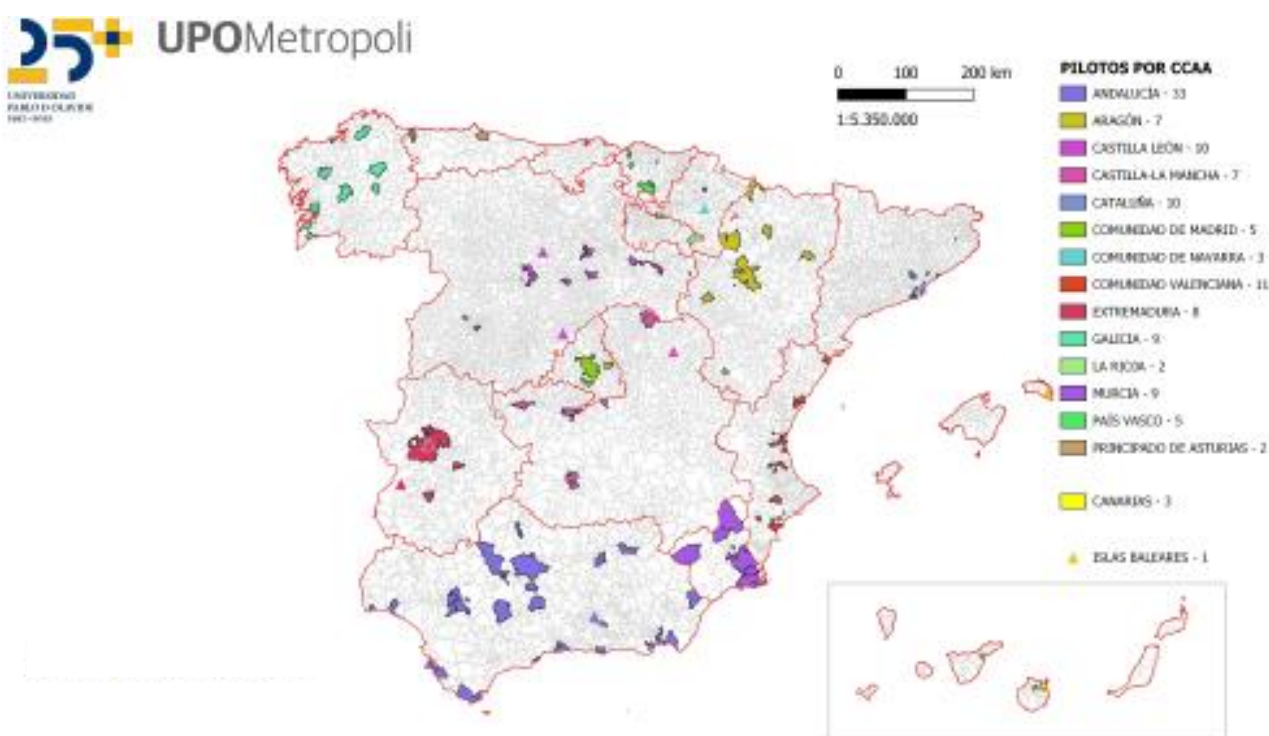 25+
UPOMetropoli
UNIVERSIDAD
PABLO D OLAVIDE
0 100 200 km
1:5.350.000
PILOTOS POR CCAA
ANDALUCÍA - 33
ARAGÓN - 7
CASTILLA LEÓN - 10
CASTILLA-LA MANCHA - 7
CATALUÑA - 10
COMUNIDAD DE MADRID - 5
COMUNIDAD DE NAVARRA - 3
COMUNIDAD VALENCIANA - 11
EXTREMADURA - 8
GALICIA - 9
LA RIOJA - 2
MURCIA - 9
PAÍS VASCO - 5
PRINCIPADO DE ASTURIAS - 2
CANARIAS - 3
ISLAS BALEARES - 1